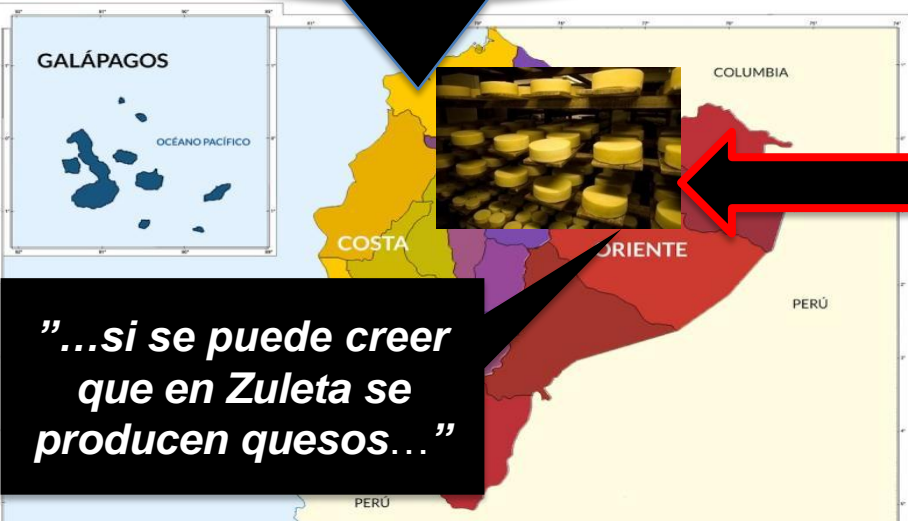 GALÁPAGOS
OCÉANO PACÍFICO
COLUMBIA
COSTA
ORIENTE
PERÚ
”…si se puede creer
que en Zuleta se
producen quesos…”
PERÚ